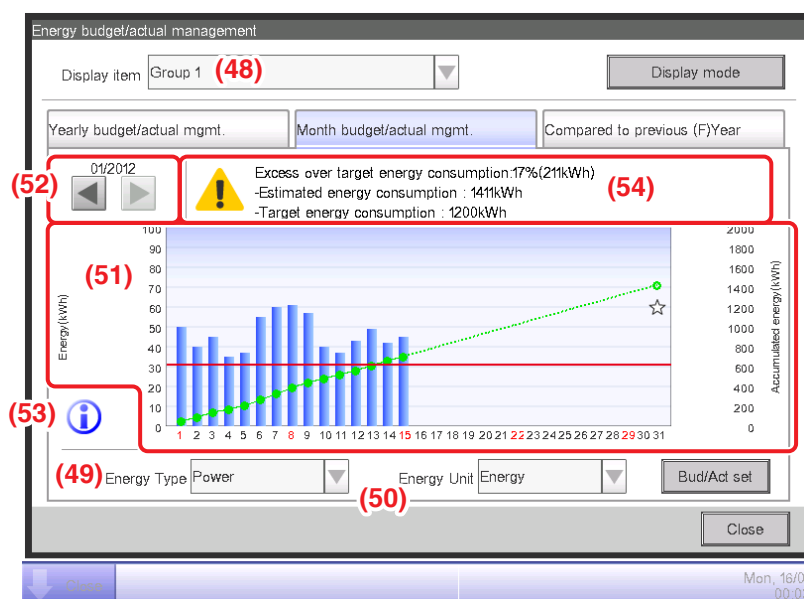 Energy budget/actual management
Display item Group 1 (48) Display mode
Yearly budget/actual mgmt. Month budget/actual mgmt. Compared to previous (F)Year
(52) 01/2012
Excess over target energy consumption:17%(211kWh)
-Estimated energy consumption : 1411kWh
-Target energy consumption : 1200kWh
(54)
(51)
Energy(kWh)
100
90
80
70
60
50
40
30
20
10
0
2000
1800
1600
1400
1200
1000
800
600
400
200
0
Accumulated energy(kWh)
1 2 3 4 5 6 7 8 9 10 11 12 13 14 15 16 17 18 19 20 21 22 23 24 25 26 27 28 29 30 31
(53)
(49) Energy Type Power (50) Energy Unit Energy Bud/Act set
Close
Close
Mon, 16/0